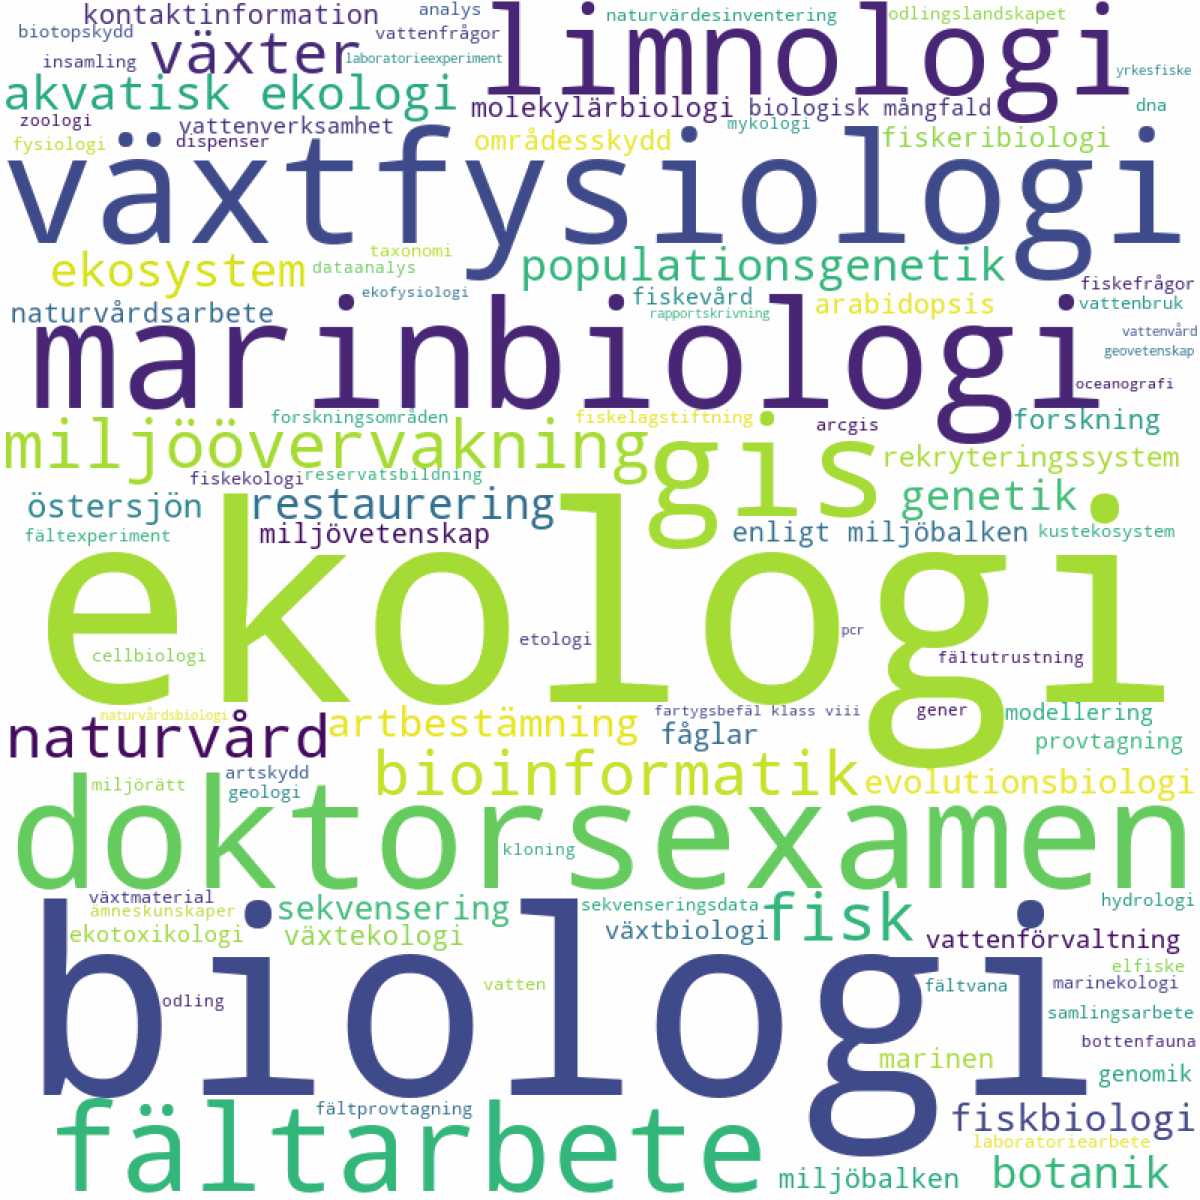 kontaktinformation
analys
naturvärdesinventering
odlingslandskapet
biotopskydd
växter
vattenfrågor
limnologi
insamling
laboratorieexperiment
yrkesfiske
akvatisk ekologi
molekylärbiologi
biologisk mångfald
dna
zoologi
vattenverksamhet
mykologi
fysiologi
dispenser
områdesskydd
fiskeribiologi
växtfysiologi
ekosystem
taxonomi
dataanalys
populationsgenetik
ekofysiologi
fiskevård
arabidopsis
fiskefrågor
vattenbruk
naturvårdsarbete
rapportskrivning
marinbiologi
vattenvård
geovetenskap
oceanografi
forskningsområden
fiskelagstiftning
arcgis
forskning
miljöövervakning
gis
rekryteringssystem
fiskekologi
reservatsbildning
östersjön
restaurering
genetik
fältexperiment
miljövetenskap
enligt miljöbalken
kustekosystem
ekologi
etologi
pcr
cellbiologi
fältutrustning
naturvårdsbiologi
naturvård
artbestämning
fartygsbefäl klass viii
gener
modellering
fåglar
provtagning
artskydd
miljörätt
geologi
bioinformatik
evolutionsbiologi
doktorsexamen
kloning
växtmaterial
ämneskunskaper
sekvensering
sekvenseringsdata
fisk
hydrologi
ekotoxikologi
växtekologi
växtbiologi
vattenförvaltning
biologi
elfiske
vatten
fältvana
marinekologi
odling
samlingsarbete
bottenfauna
marinen
genomik
fältarbete
fältprovtagning
fiskbiologi
laboratoriearbete
miljöbalken
botanik